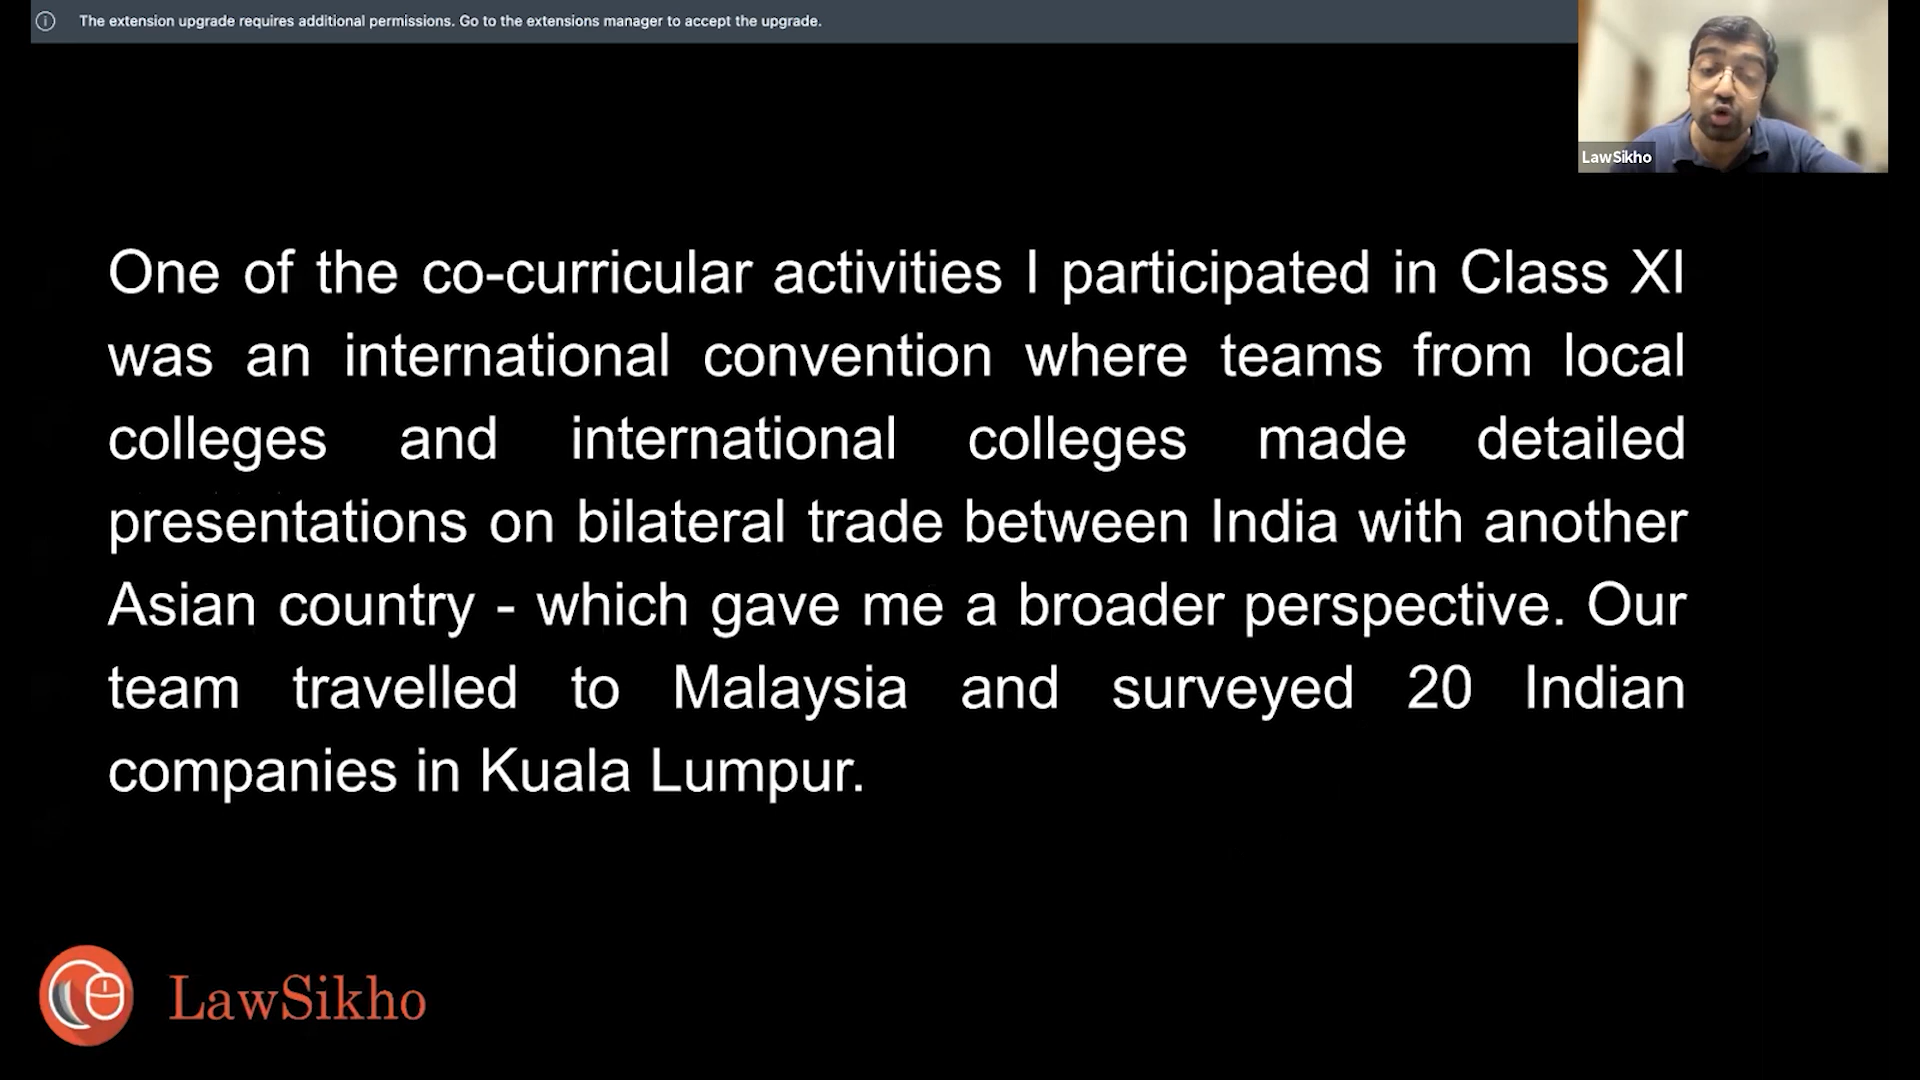 The extension upgrade requires additional permissions. Go to the extensions manager to accept the upgrade.
LawSikho
One of the co-curricular activities I participated in Class XI
was an international convention where teams from local
colleges and international colleges made detailed
presentations on bilateral trade between India with another
Asian country - which gave me a broader perspective. Our
team travelled to Malaysia and surveyed 20 Indian
companies in Kuala Lumpur.
LawSikho